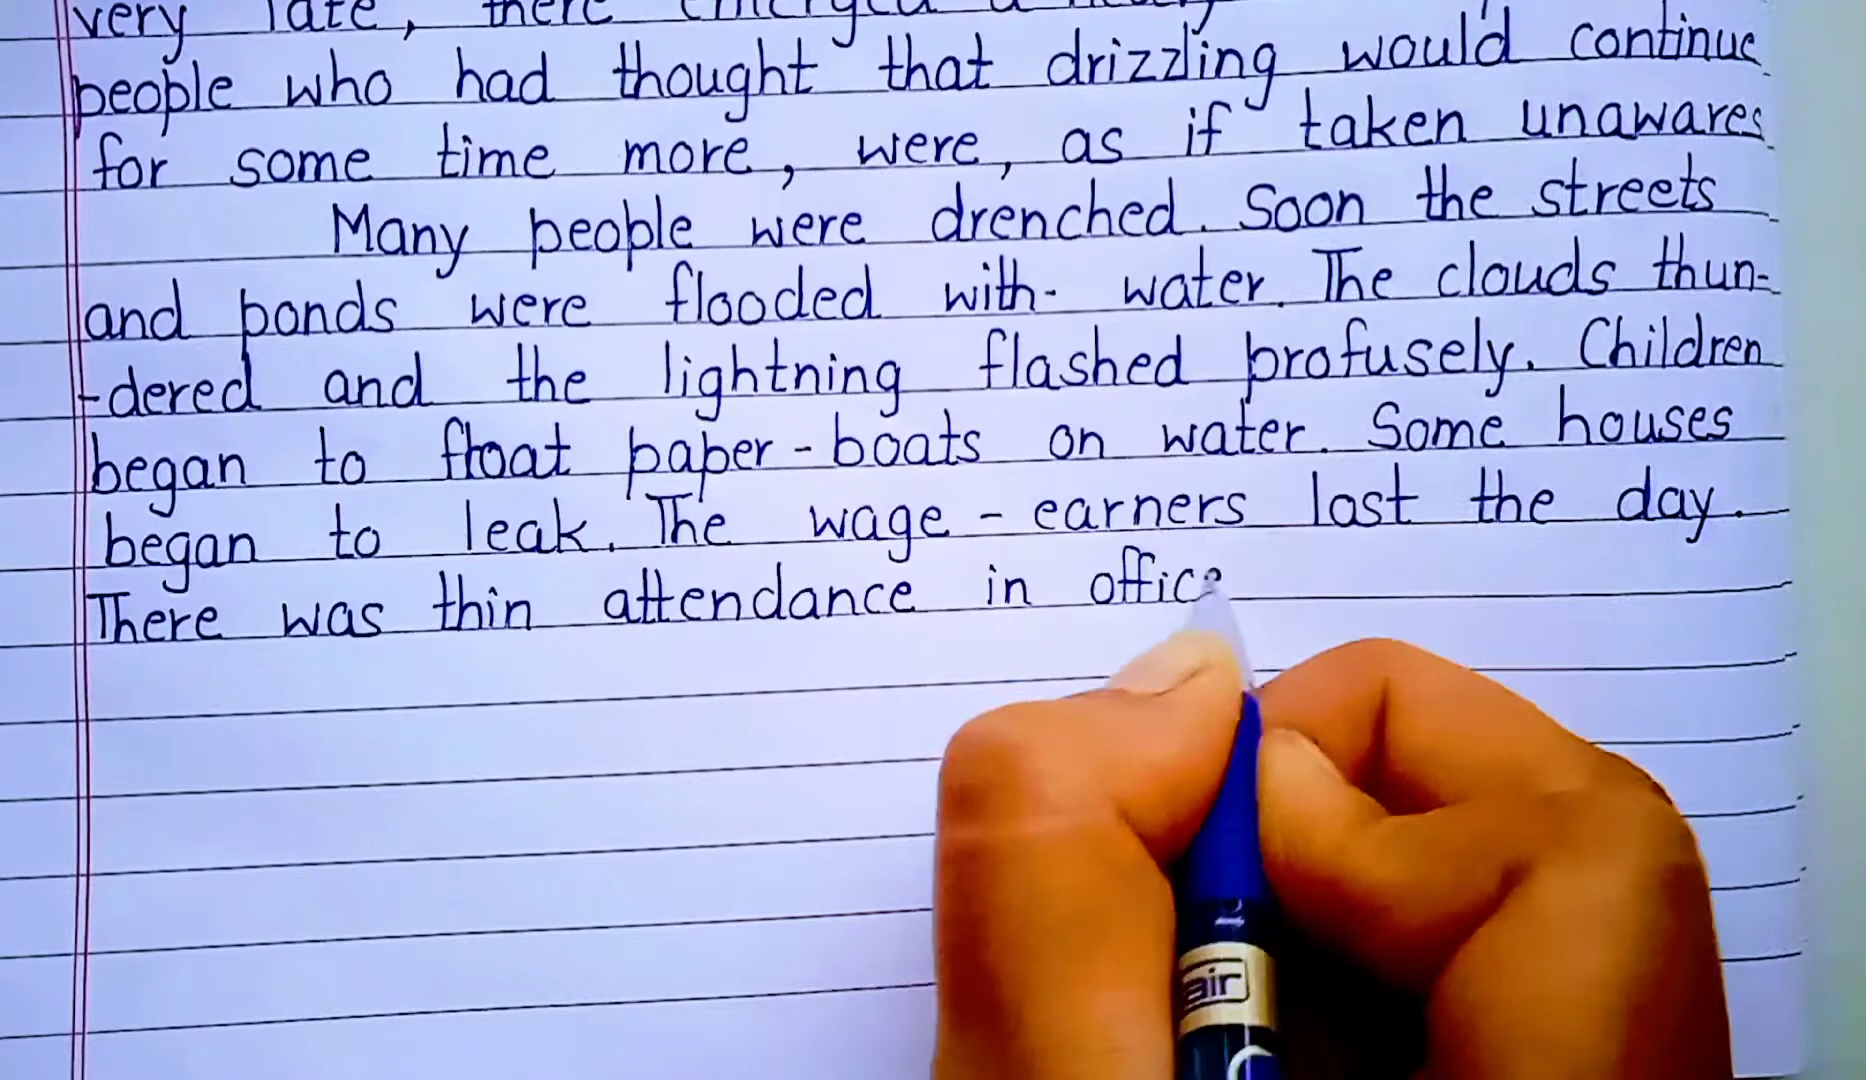 very late, there emerged a
people who had thought that drizzling would continue
for some time more, were, as if taken unawares
Many people were drenched. Soon the streets
and ponds were flooded with- water. The clouds thun-
-dered and the lightning flashed profusely. Children
began to float paper-boats on water. Some houses
began to leak. The wage-earners lost the day.
There was thin attendance in office
air